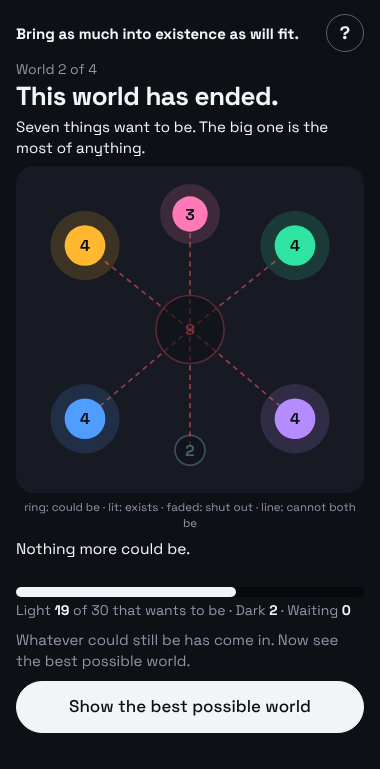 Bring as much into existence as will fit.
?
World 2 of 4
This world has ended.
Seven things want to be. The big one is the
most of anything.
3
4
4
9
4
4
2
ring: could be · lit: exists · faded: shut out · line: cannot both
be
Nothing more could be.
Light 19 of 30 that wants to be · Dark 2 · Waiting 0
Whatever could still be has come in. Now see
the best possible world.
Show the best possible world